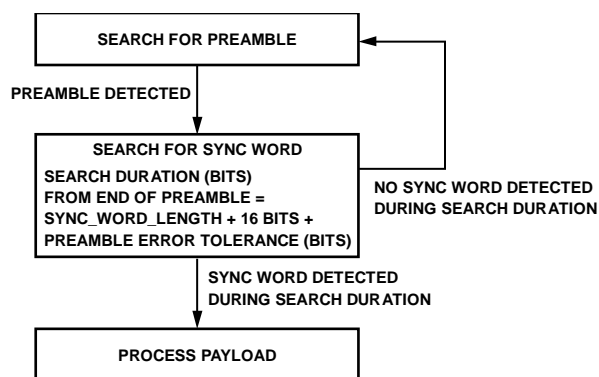 SEARCH FOR PREAMBLE
PREAMBLE DETECTED
SEARCH FOR SYNC WORD
SEARCH DURATION (BITS)
FROM END OF PREAMBLE =
SYNC_WORD_LENGTH + 16 BITS +
PREAMBLE ERROR TOLERANCE (BITS)
NO SYNC WORD DETECTED
DURING SEARCH DURATION
SYNC WORD DETECTED
DURING SEARCH DURATION
PROCESS PAYLOAD